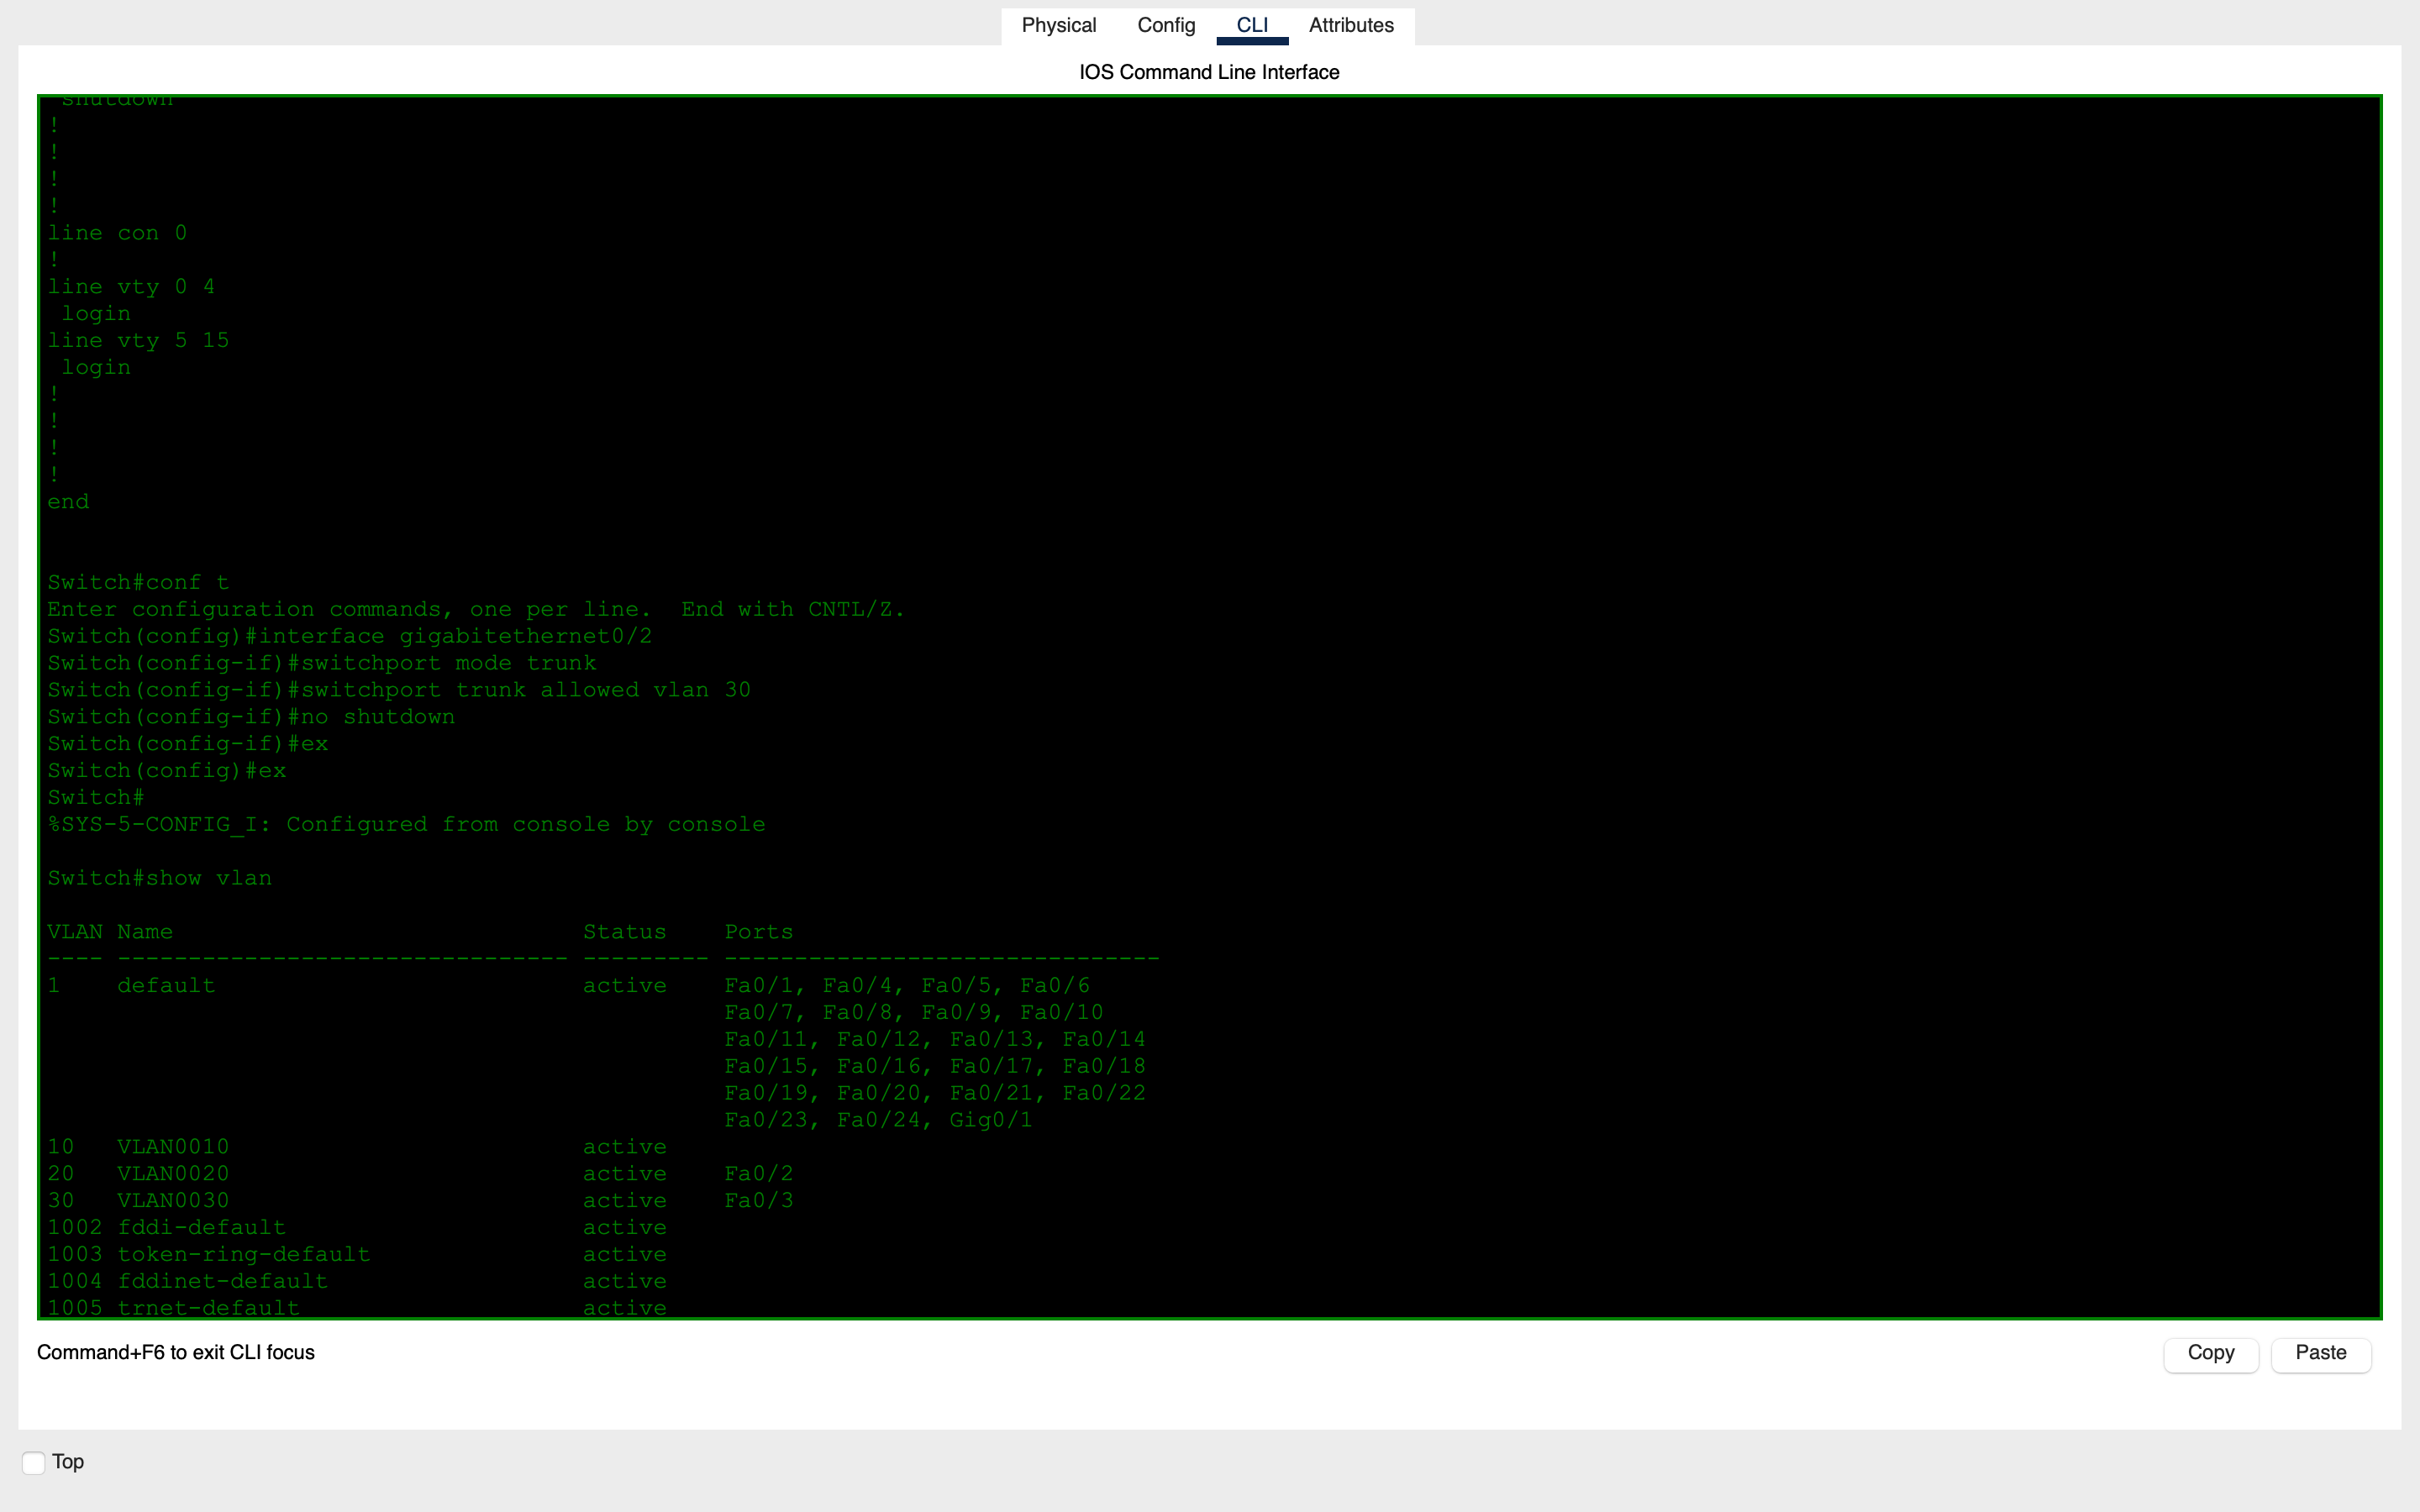 Physical Config CLI Attributes
IOS Command Line Interface
shutdown
!
!
!
!
line con 0
!
line vty 0 4
 login
line vty 5 15
 login
!
!
!
!
end
Switch#conf t
Enter configuration commands, one per line.  End with CNTL/Z.
Switch(config)#interface gigabitethernet0/2
Switch(config-if)#switchport mode trunk
Switch(config-if)#switchport trunk allowed vlan 30
Switch(config-if)#no shutdown
Switch(config-if)#ex
Switch(config)#ex
Switch#
%SYS-5-CONFIG_I: Configured from console by console
Switch#show vlan
VLAN Name                             Status    Ports
---- -------------------------------- --------- -------------------------------
1    default                          active    Fa0/1, Fa0/4, Fa0/5, Fa0/6
                                                Fa0/7, Fa0/8, Fa0/9, Fa0/10
                                                Fa0/11, Fa0/12, Fa0/13, Fa0/14
                                                Fa0/15, Fa0/16, Fa0/17, Fa0/18
                                                Fa0/19, Fa0/20, Fa0/21, Fa0/22
                                                Fa0/23, Fa0/24, Gig0/1
10   VLAN0010                         active
20   VLAN0020                         active    Fa0/2
30   VLAN0030                         active    Fa0/3
1002 fddi-default                     active
1003 token-ring-default               active
1004 fddinet-default                  active
1005 trnet-default                    active
Command+F6 to exit CLI focus
Copy Paste
Top